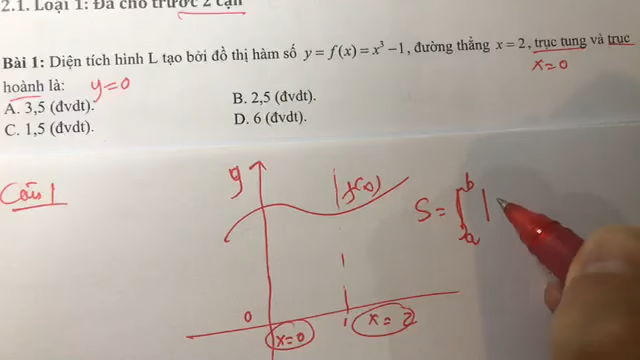 2.1. Loại 1: Đã cho trước 2 cận
Bài 1: Diện tích hình L tạo bởi đồ thị hàm số y = f(x) = x³ − 1, đường thẳng x = 2, trục tung và trục
hoành là: y=0 x=0
A. 3,5 (đvdt). B. 2,5 (đvdt).
C. 1,5 (đvdt). D. 6 (đvdt).
Câu 1
y f(x) S = ∫ₐᵇ |
0 x=0 x=2